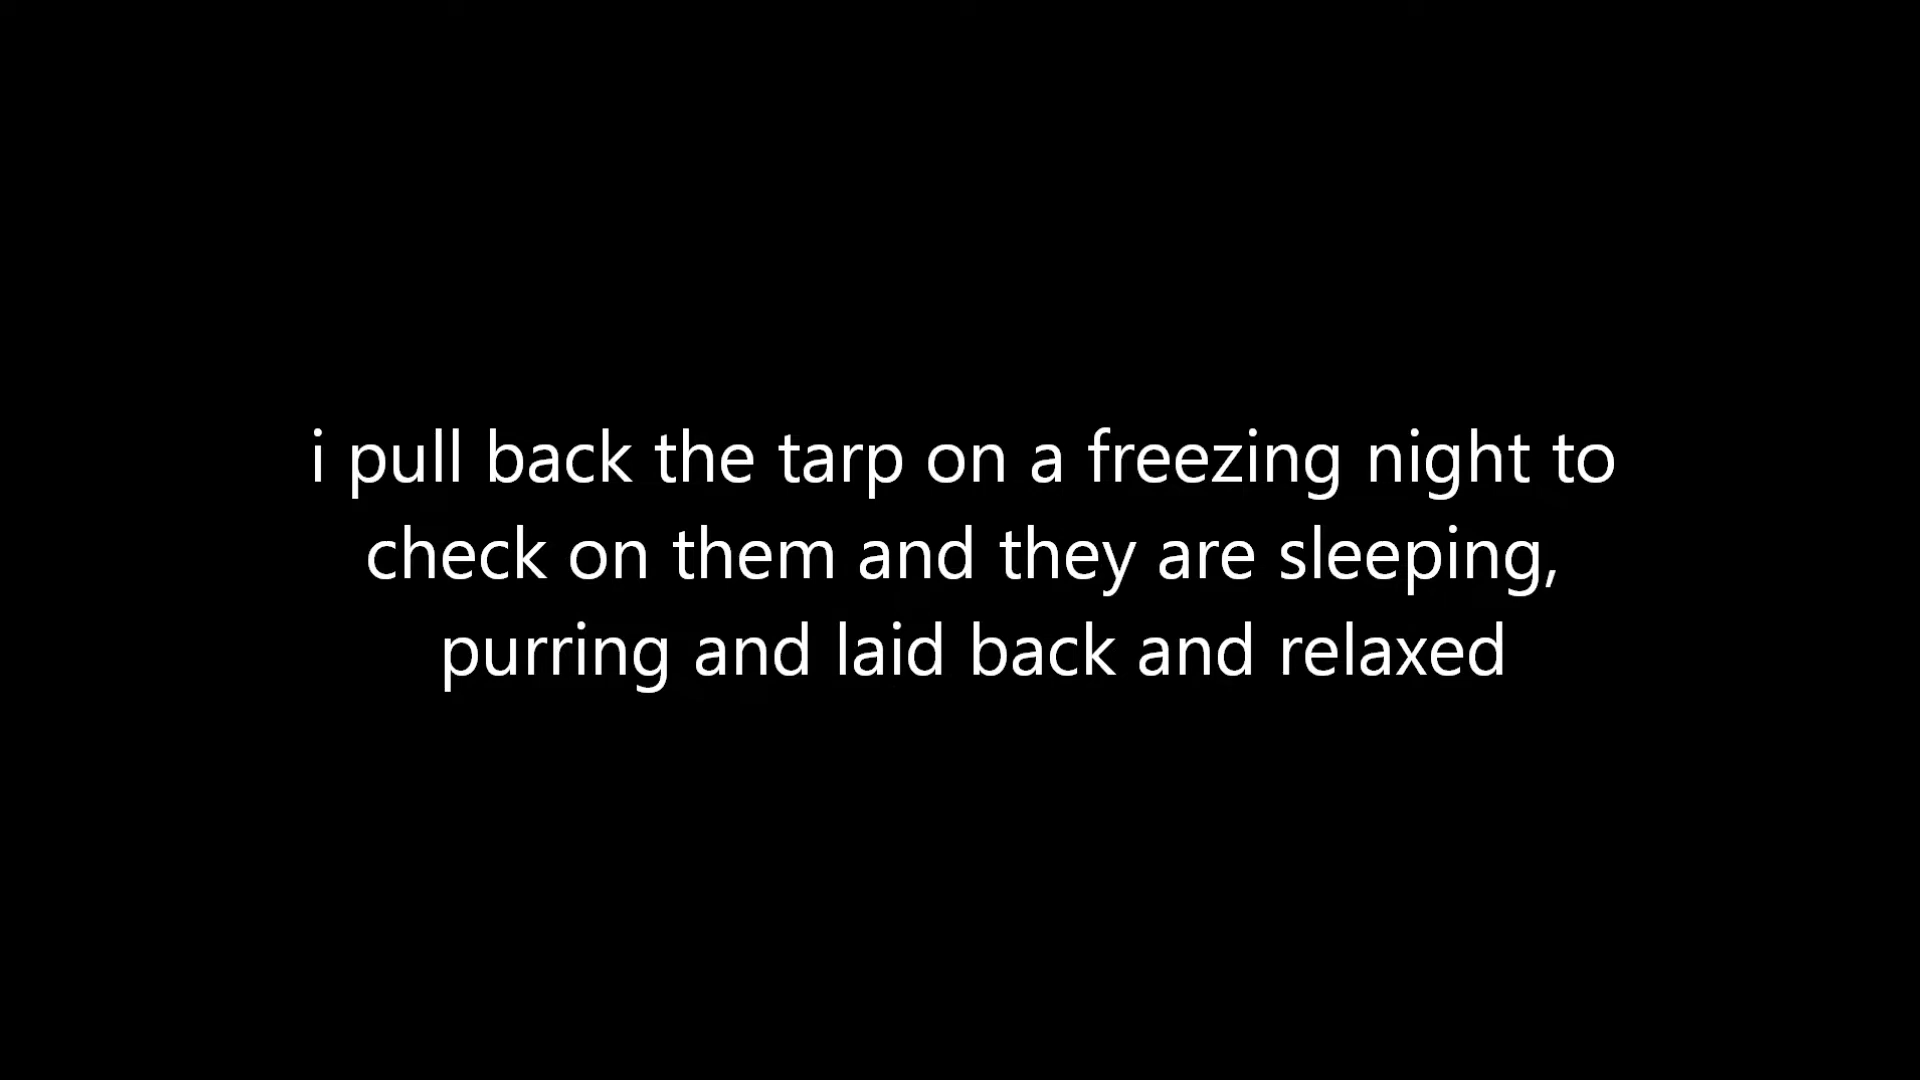 i pull back the tarp on a freezing night to
check on them and they are sleeping,
purring and laid back and relaxed